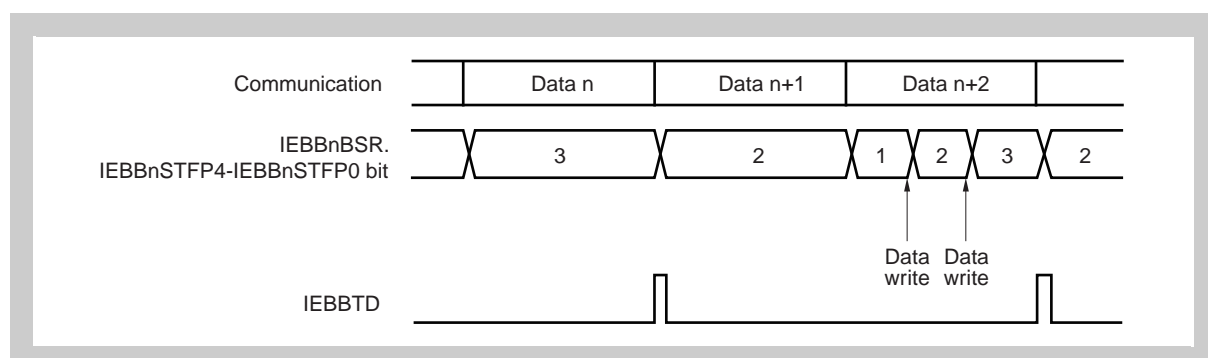 Communication Data n Data n+1 Data n+2
IEBBnBSR.
IEBBnSTFP4-IEBBnSTFP0 bit 3 2 1 2 3 2
Data Data
write write
IEBBTD